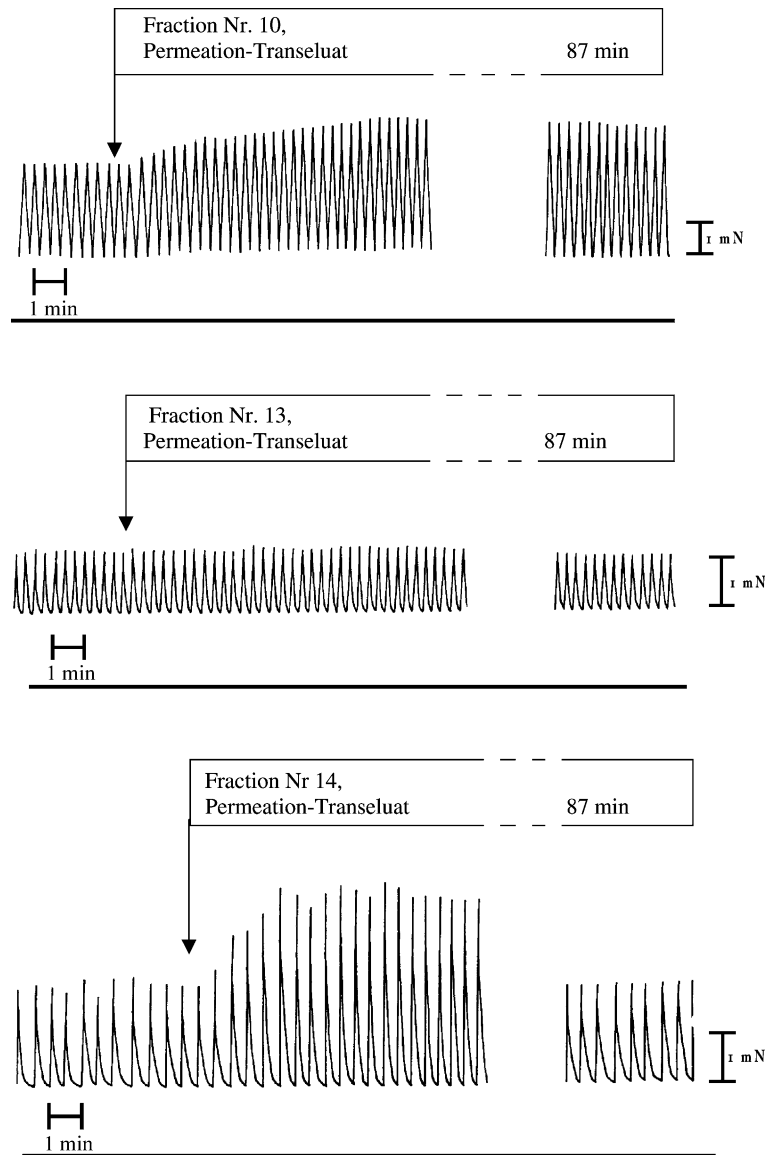 Fraction Nr. 10,
Permeation-Transeluat 87 min
1 mN
1 min
Fraction Nr. 13,
Permeation-Transeluat 87 min
1 mN
1 min
Fraction Nr 14,
Permeation-Transeluat 87 min
1 mN
1 min